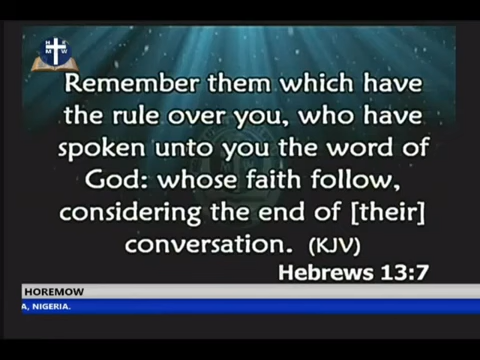 H E
M W
Remember them which have
the rule over you, who have
spoken unto you the word of
God: whose faith follow,
considering the end of [their]
conversation. (KJV)
Hebrews 13:7
HOREMOW
A, NIGERIA.